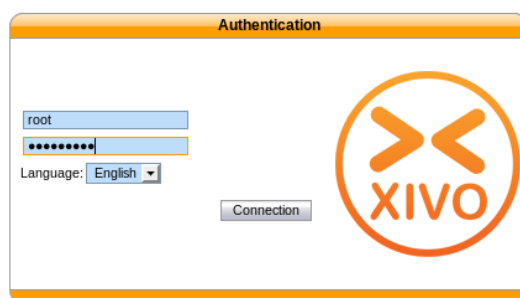 Authentication
root
•••••••••
Language: English
Connection
XIVO